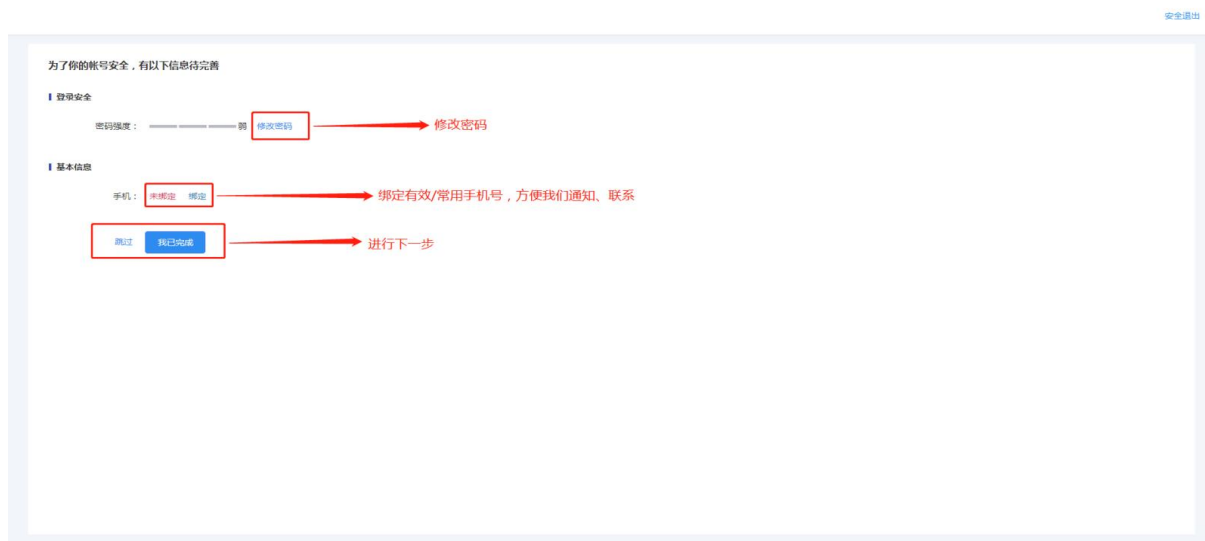 安全退出
为了你的帐号安全，有以下信息待完善
登录安全
密码强度： 弱 修改密码 修改密码
基本信息
手机： 未绑定 绑定 绑定有效/常用手机号，方便我们通知、联系
跳过 我已完成 进行下一步